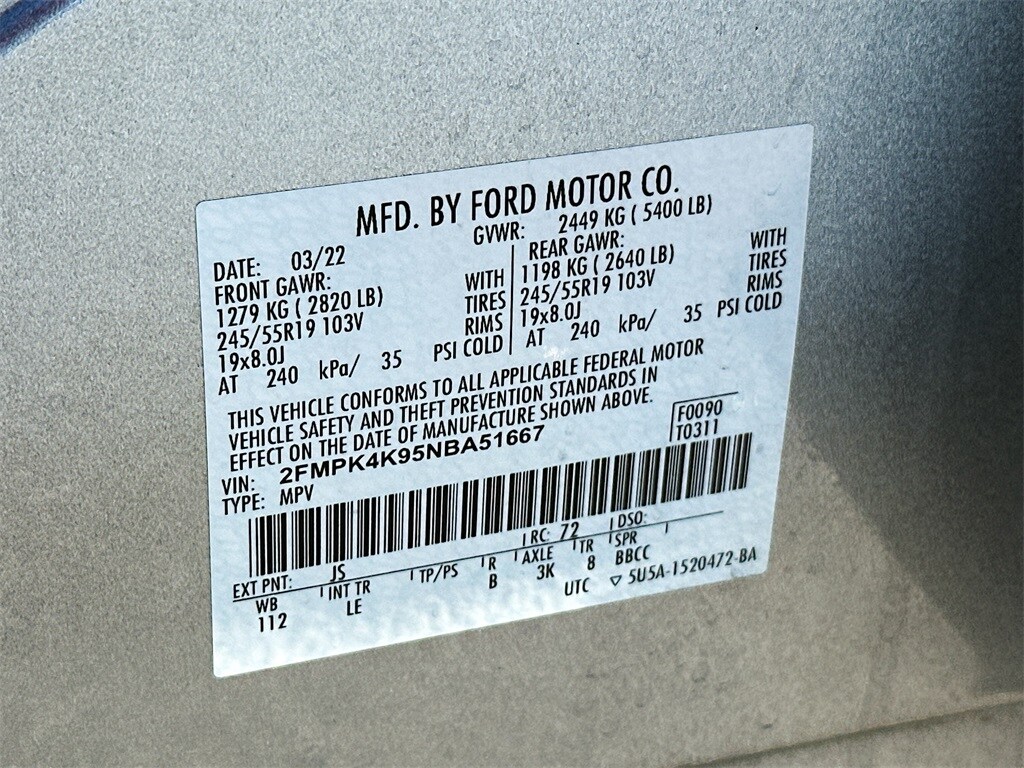 MFD. BY FORD MOTOR CO.
DATE: 03/22 GVWR: 2449 KG ( 5400 LB)
FRONT GAWR: REAR GAWR:
1279 KG ( 2820 LB) WITH 1198 KG ( 2640 LB) WITH
245/55R19 103V TIRES 245/55R19 103V TIRES
19x8.0J RIMS 19x8.0J RIMS
AT 240 kPa/ 35 PSI COLD AT 240 kPa/ 35 PSI COLD
THIS VEHICLE CONFORMS TO ALL APPLICABLE FEDERAL MOTOR
VEHICLE SAFETY AND THEFT PREVENTION STANDARDS IN
EFFECT ON THE DATE OF MANUFACTURE SHOWN ABOVE.
VIN: 2FMPK4K95NBA51667 F0090
TYPE: MPV T0311
EXT PNT: JS RC: 72 DSO:
WB INT TR TP/PS R AXLE TR SPR
112 LE B 3K 8 BBCC
UTC ▽ 5U5A-1520472-BA